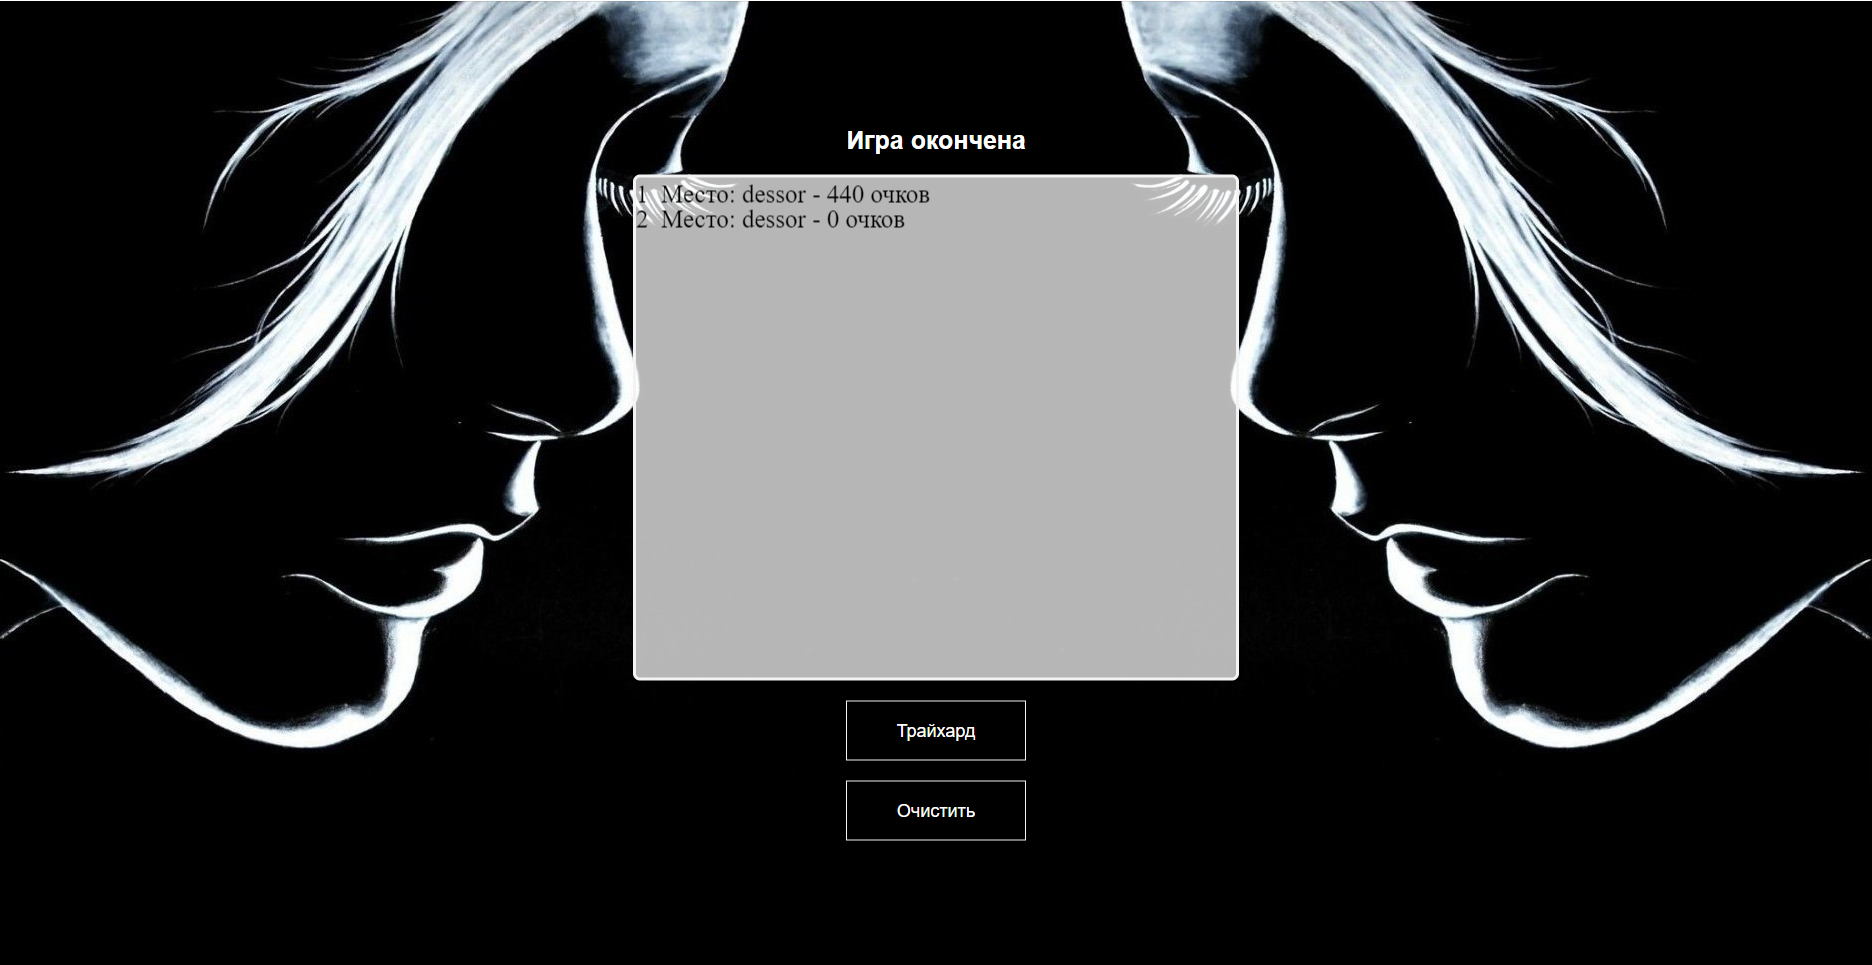 Игра окончена
1 Место: dessor - 440 очков
2 Место: dessor - 0 очков
Трайхард
Очистить